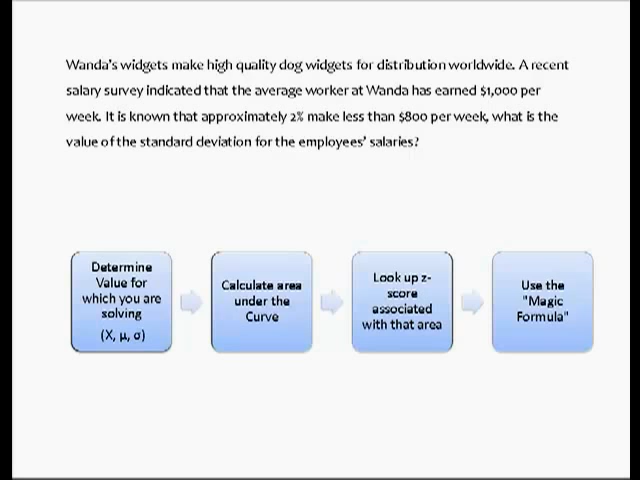 Wanda's widgets make high quality dog widgets for distribution worldwide. A recent
salary survey indicated that the average worker at Wanda has earned $1,000 per
week. It is known that approximately 2% make less than $800 per week, what is the
value of the standard deviation for the employees' salaries?
Determine
Value for
which you are
solving
(X, μ, σ)
Calculate area
under the
Curve
Look up z-
score
associated
with that area
Use the
"Magic
Formula"